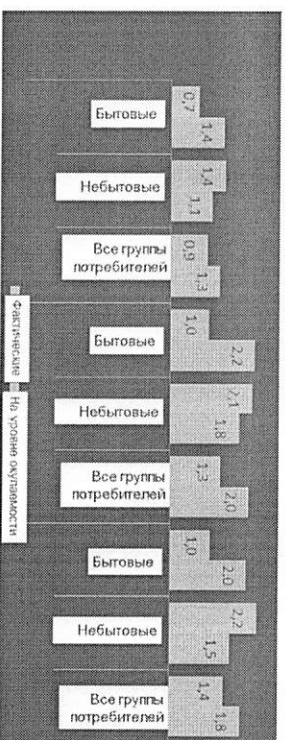 0,7
1,4
1,4
1,1
0,9
1,3
1,0
2,2
2,1
1,8
1,3
2,0
1,0
2,0
2,2
1,5
1,4
1,8
Бытовые
Небытовые
Все группы
потребителей
Бытовые
Небытовые
Все группы
потребителей
Бытовые
Небытовые
Все группы
потребителей
Фактические
На уровне окупаемости